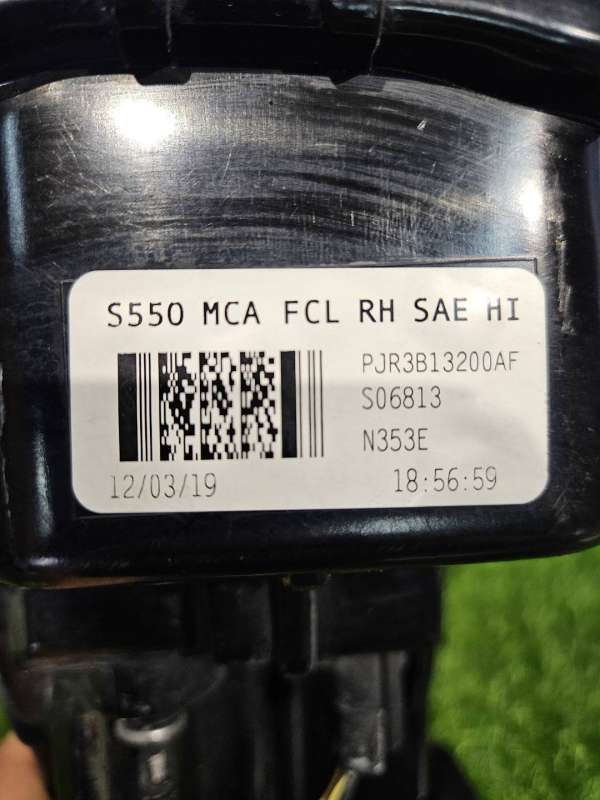 S550 MCA FCL RH SAE HI
PJR3B13200AF
S06813
N353E
12/03/19 18:56:59